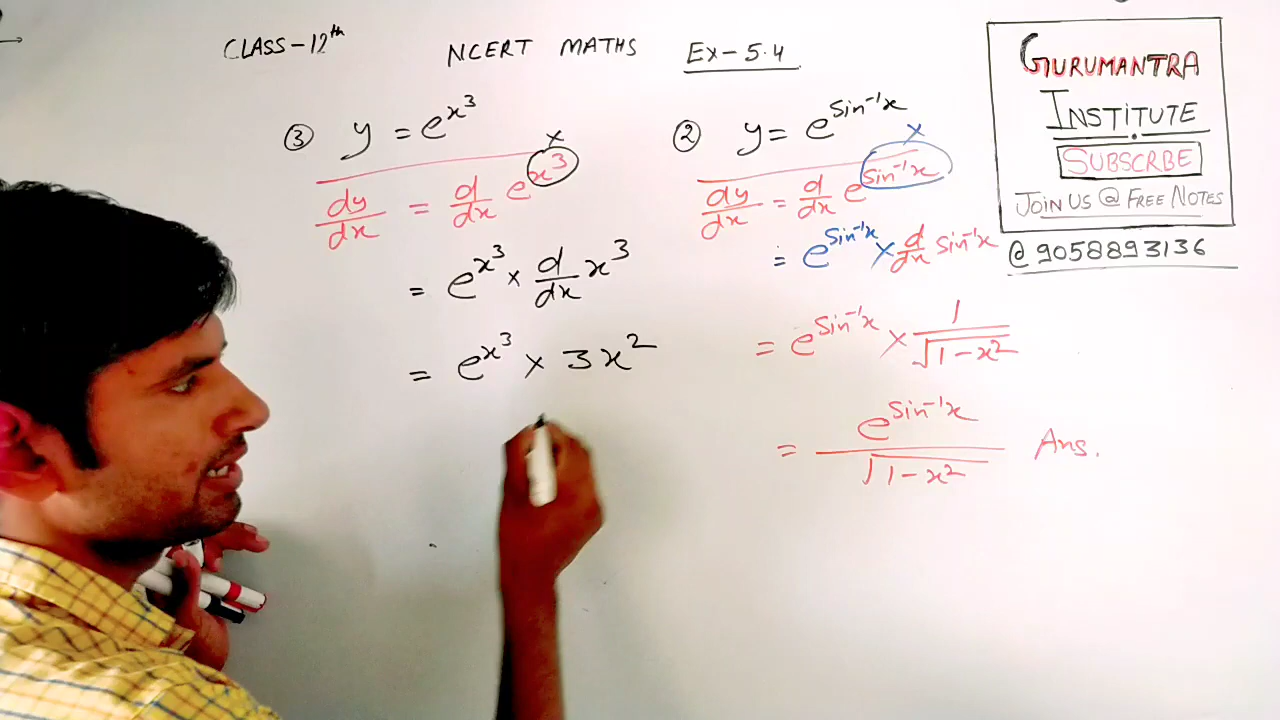 CLASS-12th NCERT MATHS Ex-5.4
③ y = e^{x^3}
dy/dx = d/dx e^{x^3} x
= e^{x^3} × d/dx x^3
= e^{x^3} × 3x^2
② y = e^{Sin^{-1}x}
dy/dx = d/dx e^{Sin^{-1}x} x
= e^{Sin^{-1}x} × d/dx Sin^{-1}x
= e^{Sin^{-1}x} × 1/√(1-x^2)
= e^{Sin^{-1}x}/√(1-x^2) Ans.
GURUMANTRA
INSTITUTE
SUBSCRBE
JOIN US @ FREE NOTES
@ 9058893136